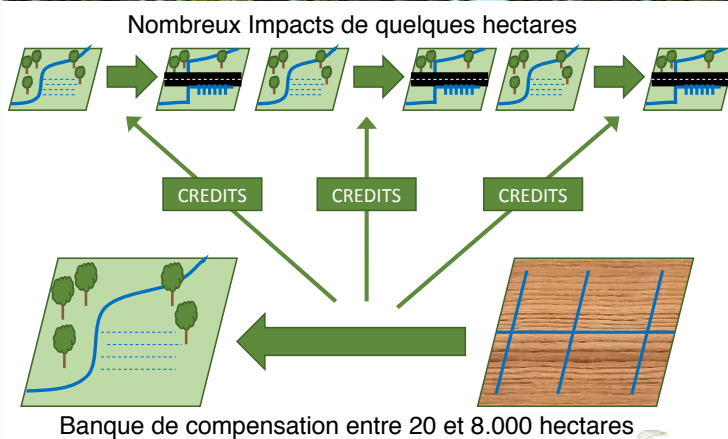 Nombreux Impacts de quelques hectares
CREDITS
CREDITS
CREDITS
Banque de compensation entre 20 et 8.000 hectares